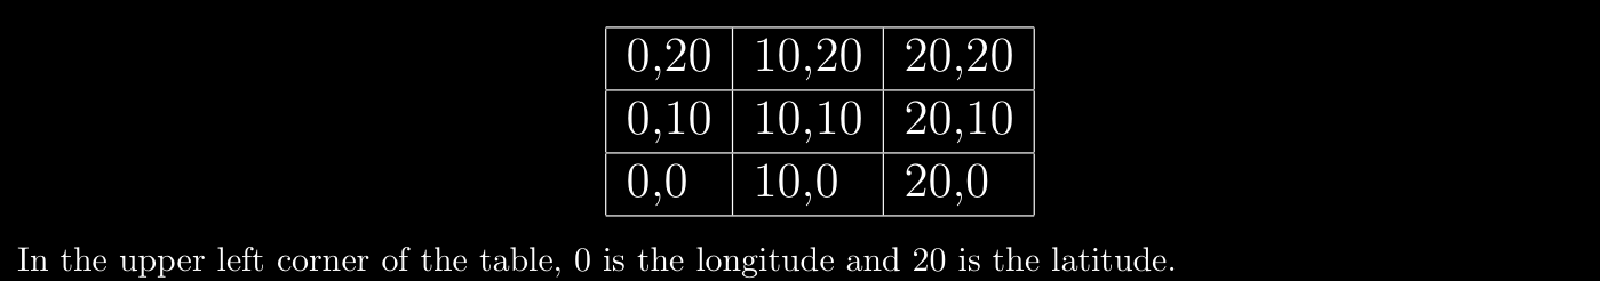 0,20 10,20 20,20
0,10 10,10 20,10
0,0 10,0 20,0
In the upper left corner of the table, 0 is the longitude and 20 is the latitude.